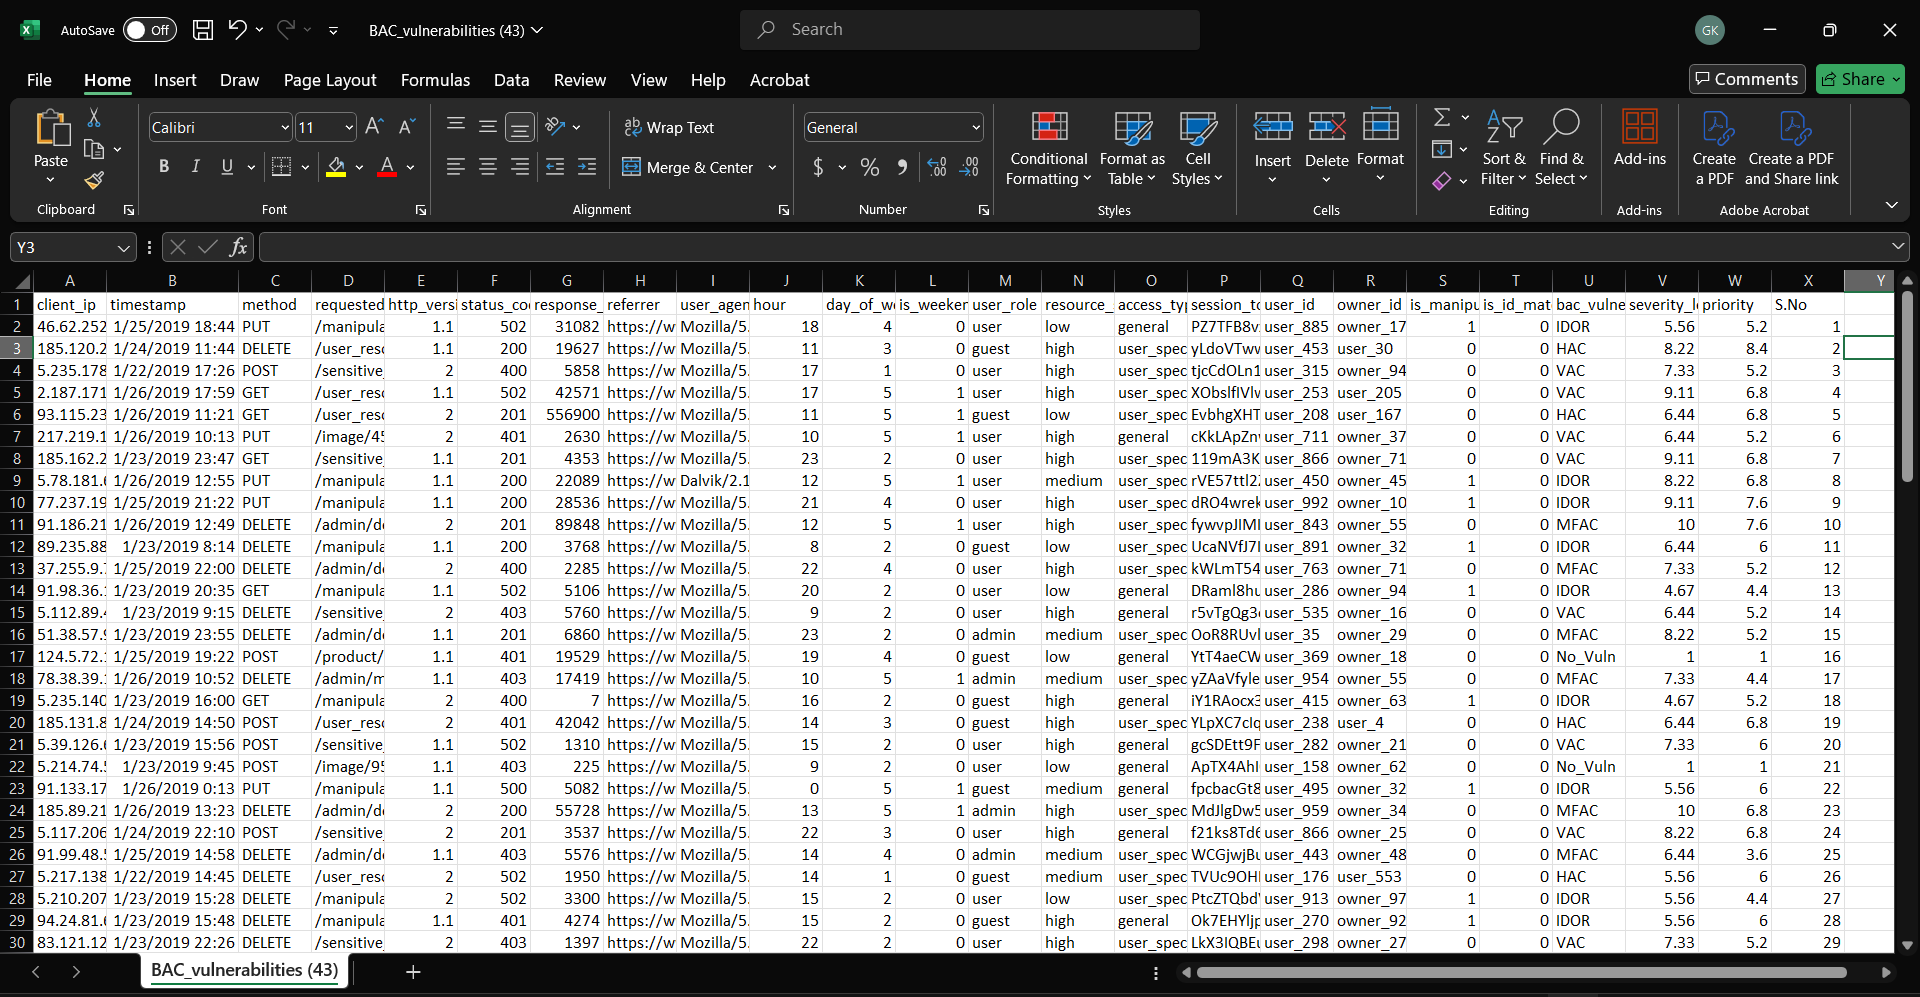 AutoSave Off BAC_vulnerabilities (43) Search GK
File Home Insert Draw Page Layout Formulas Data Review View Help Acrobat Comments Share
Paste Calibri 11 Wrap Text General Conditional Formatting Format as Table Cell Styles Insert Delete Format Sort & Filter Find & Select Add-ins Create a PDF Create a PDF and Share link
B I U A Merge & Center $ %
Clipboard Font Alignment Number Styles Cells Editing Add-ins Adobe Acrobat
Y3 fx
A B C D E F G H I J K L M N O P Q R S T U V W X Y
1 client_ip timestamp method requested http_versi status_co response_ referrer user_agen hour day_of_w is_weeker user_role resource_ access_typ session_to user_id owner_id is_manipu is_id_mat bac_vulne severity_l priority S.No
2 46.62.252 1/25/2019 18:44 PUT /manipula 1.1 502 31082 https://w Mozilla/5. 18 4 0 user low general PZ7TFB8v user_885 owner_17 1 0 IDOR 5.56 5.2 1
3 185.120.2 1/24/2019 11:44 DELETE /user_reso 1.1 200 19627 https://w Mozilla/5. 11 3 0 guest high user_spec yLdoVTwv user_453 user_30 0 0 HAC 8.22 8.4 2
4 5.235.178 1/22/2019 17:26 POST /sensitive 2 400 5858 https://w Mozilla/5. 17 1 0 user high user_spec tjcCdOLn1 user_315 owner_94 0 0 VAC 7.33 5.2 3
5 2.187.171 1/26/2019 17:59 GET /user_reso 1.1 502 42571 https://w Mozilla/5. 17 5 1 user high user_spec XObslfIVlv user_253 user_205 0 0 VAC 9.11 6.8 4
6 93.115.23 1/26/2019 11:21 GET /user_reso 2 201 556900 https://w Mozilla/5. 11 5 1 guest low user_spec EvbhgXHT user_208 user_167 0 0 HAC 6.44 6.8 5
7 217.219.1 1/26/2019 10:13 PUT /image/45 2 401 2630 https://w Mozilla/5. 10 5 1 user high general cKkLApZn user_711 owner_37 0 0 VAC 6.44 5.2 6
8 185.162.2 1/23/2019 23:47 GET /sensitive 1.1 201 4353 https://w Mozilla/5. 23 2 0 user high user_spec 119mA3K user_866 owner_71 0 0 VAC 9.11 6.8 7
9 5.78.181. 1/26/2019 12:55 PUT /manipula 1.1 200 22089 https://w Dalvik/2.1 12 5 1 user medium user_spec rVE57ttl2 user_450 owner_45 1 0 IDOR 8.22 6.8 8
10 77.237.19 1/25/2019 21:22 PUT /manipula 1.1 200 28536 https://w Mozilla/5. 21 4 0 user high user_spec dRO4wrek user_992 owner_10 1 0 IDOR 9.11 7.6 9
11 91.186.21 1/26/2019 12:49 DELETE /admin/de 2 201 89848 https://w Mozilla/5. 12 5 1 user high user_spec fywvpJIMI user_843 owner_55 0 0 MFAC 10 7.6 10
12 89.235.88 1/23/2019 8:14 DELETE /manipula 1.1 200 3768 https://w Mozilla/5. 8 2 0 guest low user_spec UcaNVfJ7I user_891 owner_32 1 0 IDOR 6.44 6 11
13 37.255.9. 1/25/2019 22:00 DELETE /admin/de 2 400 2285 https://w Mozilla/5. 22 4 0 user high user_spec kWLmT54 user_763 owner_71 0 0 MFAC 7.33 5.2 12
14 91.98.36. 1/23/2019 20:35 GET /manipula 1.1 502 5106 https://w Mozilla/5. 20 2 0 user low general DRaml8hu user_286 owner_94 1 0 IDOR 4.67 4.4 13
15 5.112.89. 1/23/2019 9:15 DELETE /sensitive 2 403 5760 https://w Mozilla/5. 9 2 0 user high general r5vTgQg3 user_535 owner_16 0 0 VAC 6.44 5.2 14
16 51.38.57. 1/23/2019 23:55 DELETE /admin/de 1.1 201 6860 https://w Mozilla/5. 23 2 0 admin medium user_spec OoR8RUvl user_35 owner_29 0 0 MFAC 8.22 5.2 15
17 124.5.72. 1/25/2019 19:22 POST /product/ 1.1 401 19529 https://w Mozilla/5. 19 4 0 guest low general YtT4aeCW user_369 owner_18 0 0 No_Vuln 1 1 16
18 78.38.39. 1/26/2019 10:52 DELETE /admin/m 1.1 403 17419 https://w Mozilla/5. 10 5 1 admin medium user_spec yZAaVfyle user_954 owner_55 0 0 MFAC 7.33 4.4 17
19 5.235.140 1/23/2019 16:00 GET /manipula 2 400 7 https://w Mozilla/5. 16 2 0 guest high general iY1RAocx user_415 owner_63 1 0 IDOR 4.67 5.2 18
20 185.131.8 1/24/2019 14:50 POST /user_reso 2 401 42042 https://w Mozilla/5. 14 3 0 guest high user_spec YLpXC7cIq user_238 user_4 0 0 HAC 6.44 6.8 19
21 5.39.126. 1/23/2019 15:56 POST /sensitive 1.1 502 1310 https://w Mozilla/5. 15 2 0 user high general gcSDEtt9F user_282 owner_21 0 0 VAC 7.33 6 20
22 5.214.74. 1/23/2019 9:45 POST /image/95 1.1 403 225 https://w Mozilla/5. 9 2 0 user low general ApTX4AhI user_158 owner_62 0 0 No_Vuln 1 1 21
23 91.133.17 1/26/2019 0:13 PUT /manipula 1.1 500 5082 https://w Mozilla/5. 0 5 1 guest medium general fpcbacGt8 user_495 owner_32 1 0 IDOR 5.56 6 22
24 185.89.21 1/26/2019 13:23 DELETE /admin/de 2 200 55728 https://w Mozilla/5. 13 5 1 admin high user_spec MdJlgDw5 user_959 owner_34 0 0 MFAC 10 6.8 23
25 5.117.206 1/24/2019 22:10 POST /sensitive 2 201 3537 https://w Mozilla/5. 22 3 0 user high general f21ks8Td6 user_866 owner_25 0 0 VAC 8.22 6.8 24
26 91.99.48. 1/25/2019 14:58 DELETE /admin/de 1.1 403 5576 https://w Mozilla/5. 14 4 0 admin medium user_spec WCGjwjBu user_443 owner_48 0 0 MFAC 6.44 3.6 25
27 5.217.138 1/22/2019 14:45 DELETE /user_reso 2 502 1950 https://w Mozilla/5. 14 1 0 guest medium user_spec TVUc9OHI user_176 user_553 0 0 HAC 5.56 6 26
28 5.210.207 1/23/2019 15:28 DELETE /manipula 2 502 3300 https://w Mozilla/5. 15 2 0 user low user_spec PtcZTQbd user_913 owner_97 1 0 IDOR 5.56 4.4 27
29 94.24.81. 1/23/2019 15:48 DELETE /manipula 1.1 401 4274 https://w Mozilla/5. 15 2 0 guest high general Ok7EHYljp user_270 owner_92 1 0 IDOR 5.56 6 28
30 83.121.12 1/23/2019 22:26 DELETE /sensitive 2 403 1397 https://w Mozilla/5. 22 2 0 user high user_spec LkX3IQBEu user_298 owner_27 0 0 VAC 7.33 5.2 29
BAC_vulnerabilities (43)